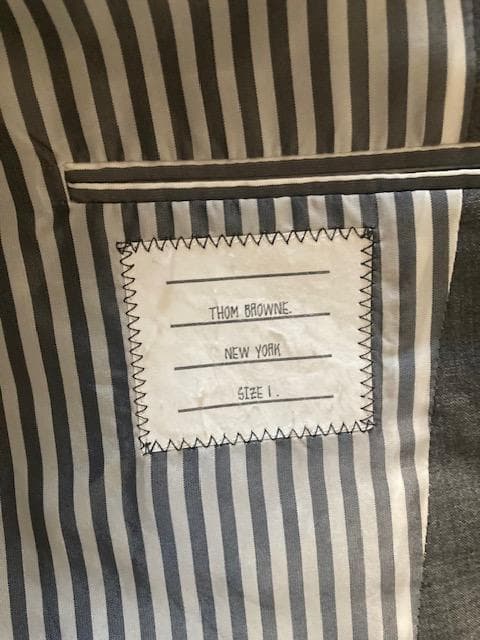 THOM BROWNE.
NEW YORK
SIZE 1.